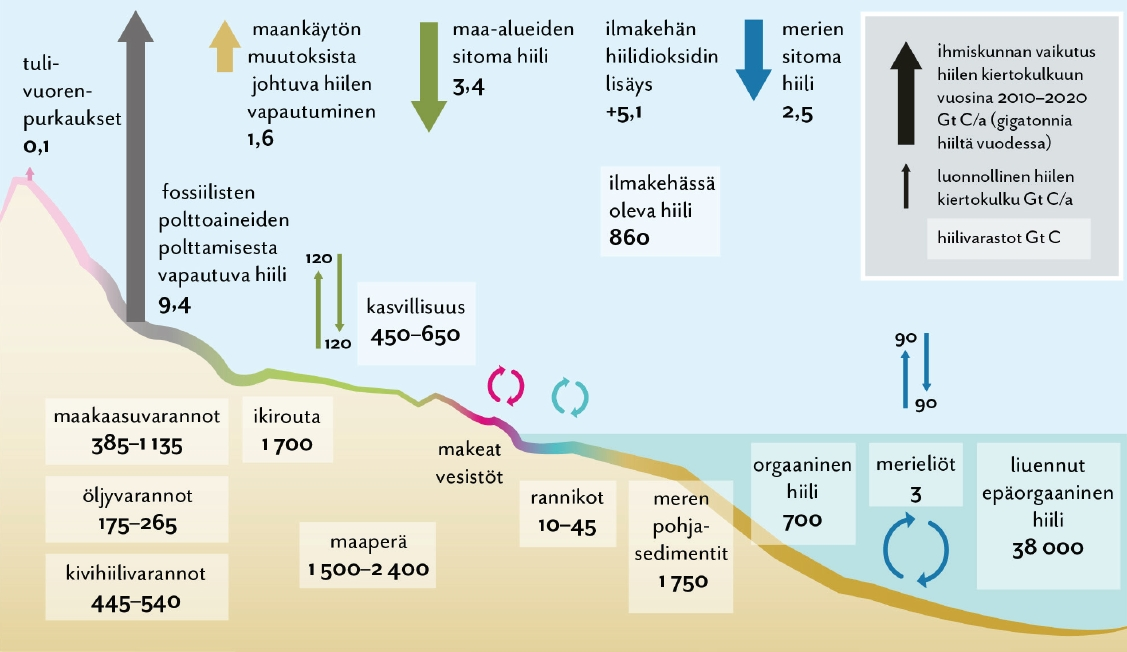 tuli-
vuoren-
purkaukset
0,1
maankäytön
muutoksista
johtuva hiilen
vapautuminen
1,6
maa-alueiden
sitoma hiili
3,4
ilmakehän
hiilidioksidin
lisäys
+5,1
merien
sitoma
hiili
2,5
ihmiskunnan vaikutus
hiilen kiertokulkuun
vuosina 2010–2020
Gt C/a (gigatonnia
hiiltä vuodessa)
luonnollinen hiilen
kiertokulku Gt C/a
hiilivarastot Gt C
fossiilisten
polttoaineiden
polttamisesta
vapautuva hiili
9,4
ilmakehässä
oleva hiili
860
120
120
kasvillisuus
450–650
90
90
maakaasuvarannot
385–1 135
ikirouta
1 700
makeat
vesistöt
öljyvarannot
175–265
maaperä
1 500–2 400
kivihiilivarannot
445–540
rannikot
10–45
meren
pohja-
sedimentit
1 750
orgaaninen
hiili
700
merieliöt
3
liuennut
epäorgaaninen
hiili
38 000